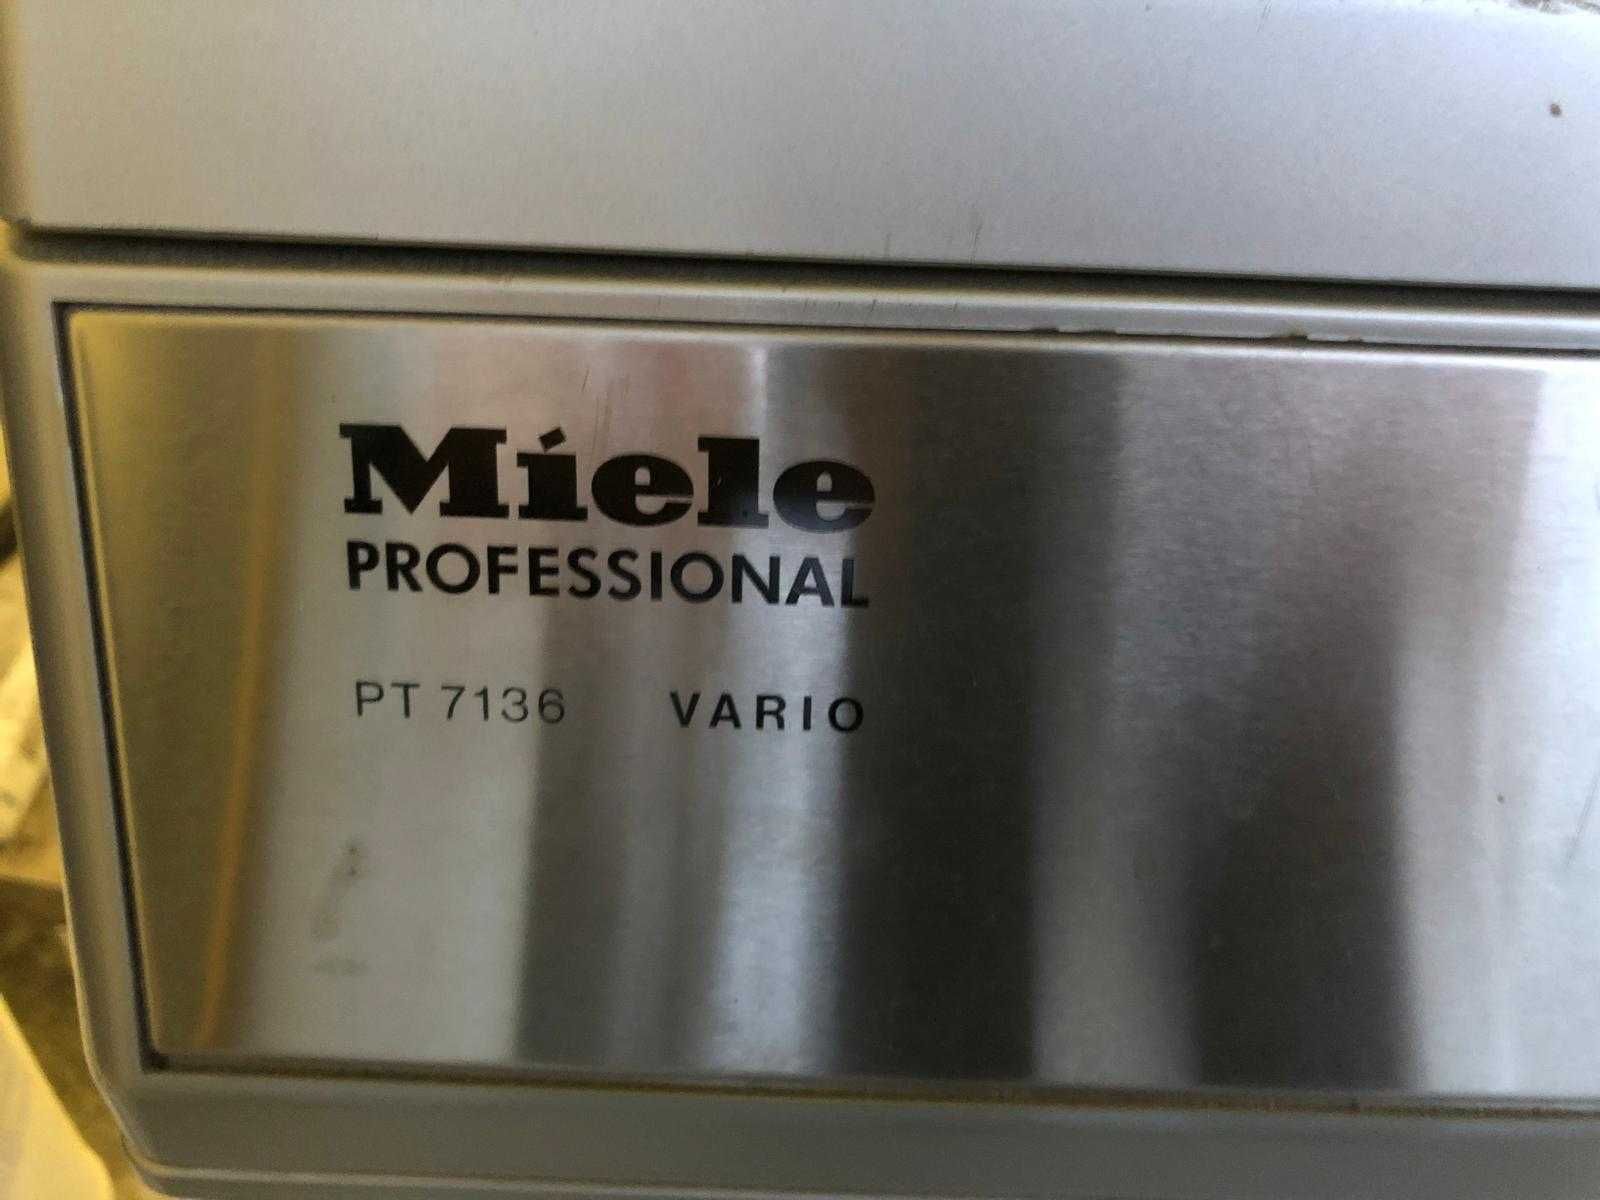 Miele
PROFESSIONAL
PT 7136 VARIO